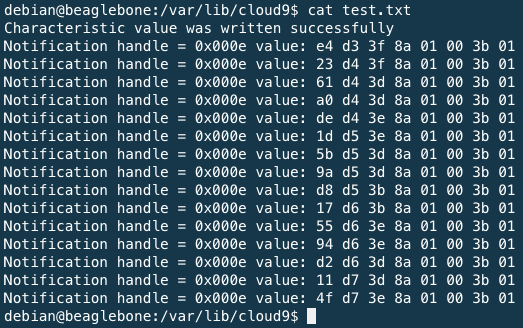 debian@beaglebone:/var/lib/cloud9$ cat test.txt
Characteristic value was written successfully
Notification handle = 0x000e value: e4 d3 3f 8a 01 00 3b 01
Notification handle = 0x000e value: 23 d4 3f 8a 01 00 3b 01
Notification handle = 0x000e value: 61 d4 3d 8a 01 00 3b 01
Notification handle = 0x000e value: a0 d4 3d 8a 01 00 3b 01
Notification handle = 0x000e value: de d4 3e 8a 01 00 3b 01
Notification handle = 0x000e value: 1d d5 3e 8a 01 00 3b 01
Notification handle = 0x000e value: 5b d5 3d 8a 01 00 3b 01
Notification handle = 0x000e value: 9a d5 3d 8a 01 00 3b 01
Notification handle = 0x000e value: d8 d5 3b 8a 01 00 3b 01
Notification handle = 0x000e value: 17 d6 3b 8a 01 00 3b 01
Notification handle = 0x000e value: 55 d6 3e 8a 01 00 3b 01
Notification handle = 0x000e value: 94 d6 3e 8a 01 00 3b 01
Notification handle = 0x000e value: d2 d6 3d 8a 01 00 3b 01
Notification handle = 0x000e value: 11 d7 3d 8a 01 00 3b 01
Notification handle = 0x000e value: 4f d7 3e 8a 01 00 3b 01
debian@beaglebone:/var/lib/cloud9$